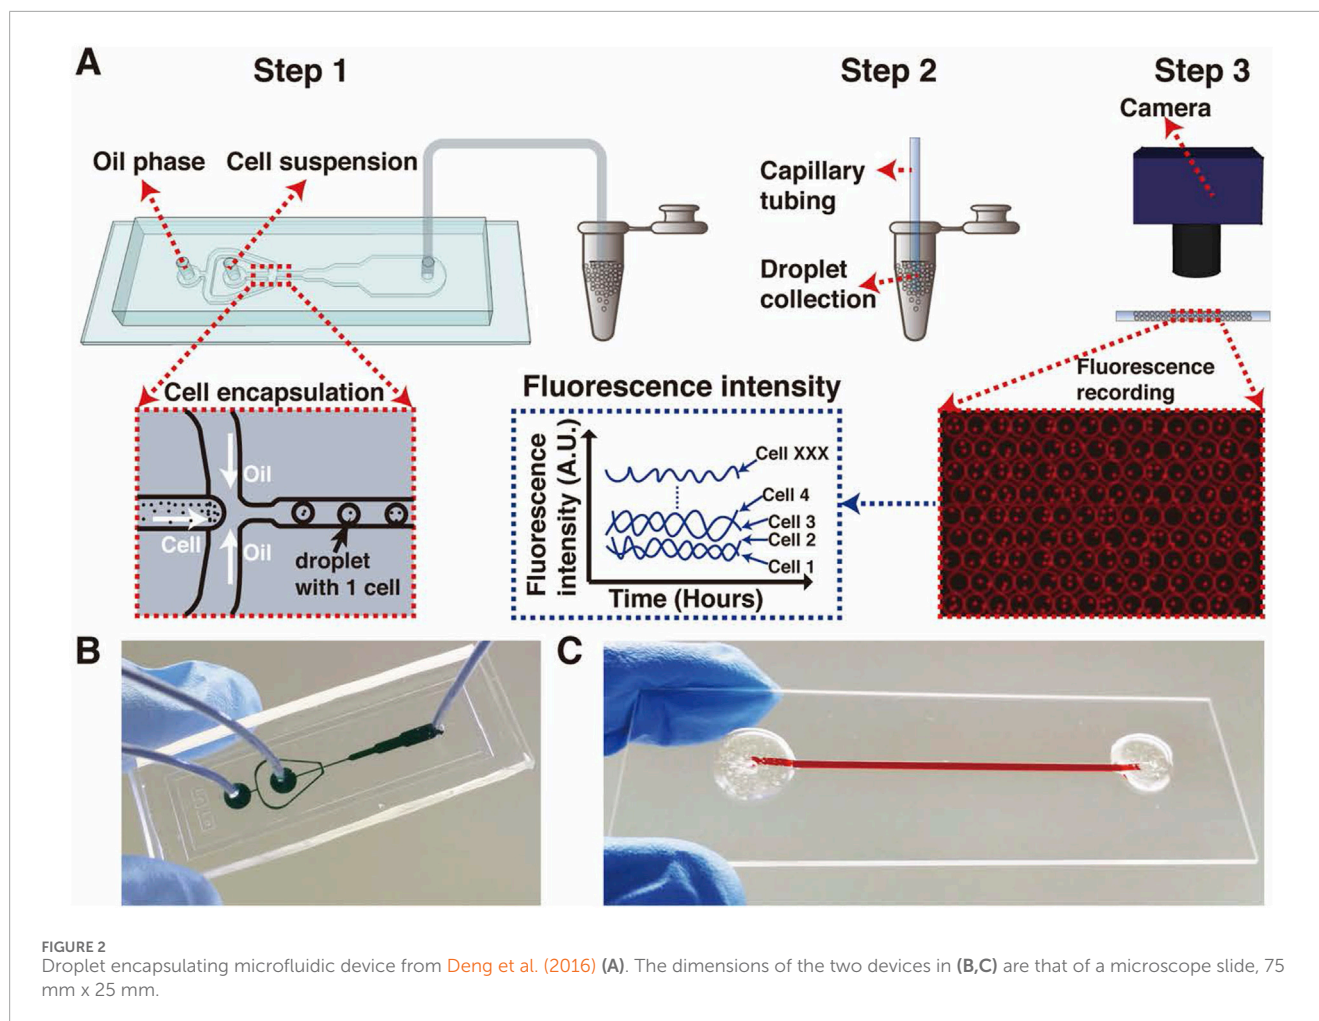 A
Step 1
Step 2
Step 3
Camera
Oil phase
Cell suspension
Capillary
tubing
Droplet
collection
Cell encapsulation
Oil
Cell
Oil
droplet
with 1 cell
Fluorescence intensity
Fluorescence
intensity (A.U.)
Cell XXX
Cell 4
Cell 3
Cell 2
Cell 1
Time (Hours)
Fluorescence
recording
B
C
FIGURE 2
Droplet encapsulating microfluidic device from Deng et al. (2016) (A). The dimensions of the two devices in (B,C) are that of a microscope slide, 75
mm x 25 mm.